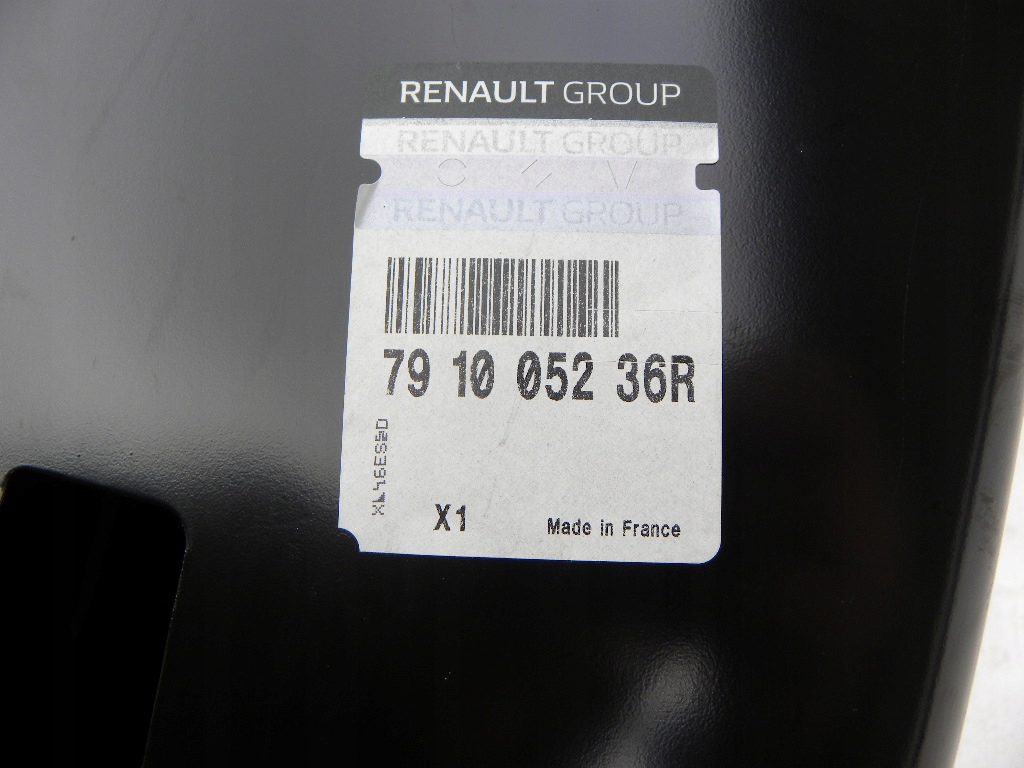 RENAULT GROUP
RENAULT GROUP
RENAULT GROUP
79 10 052 36R
X1
Made in France